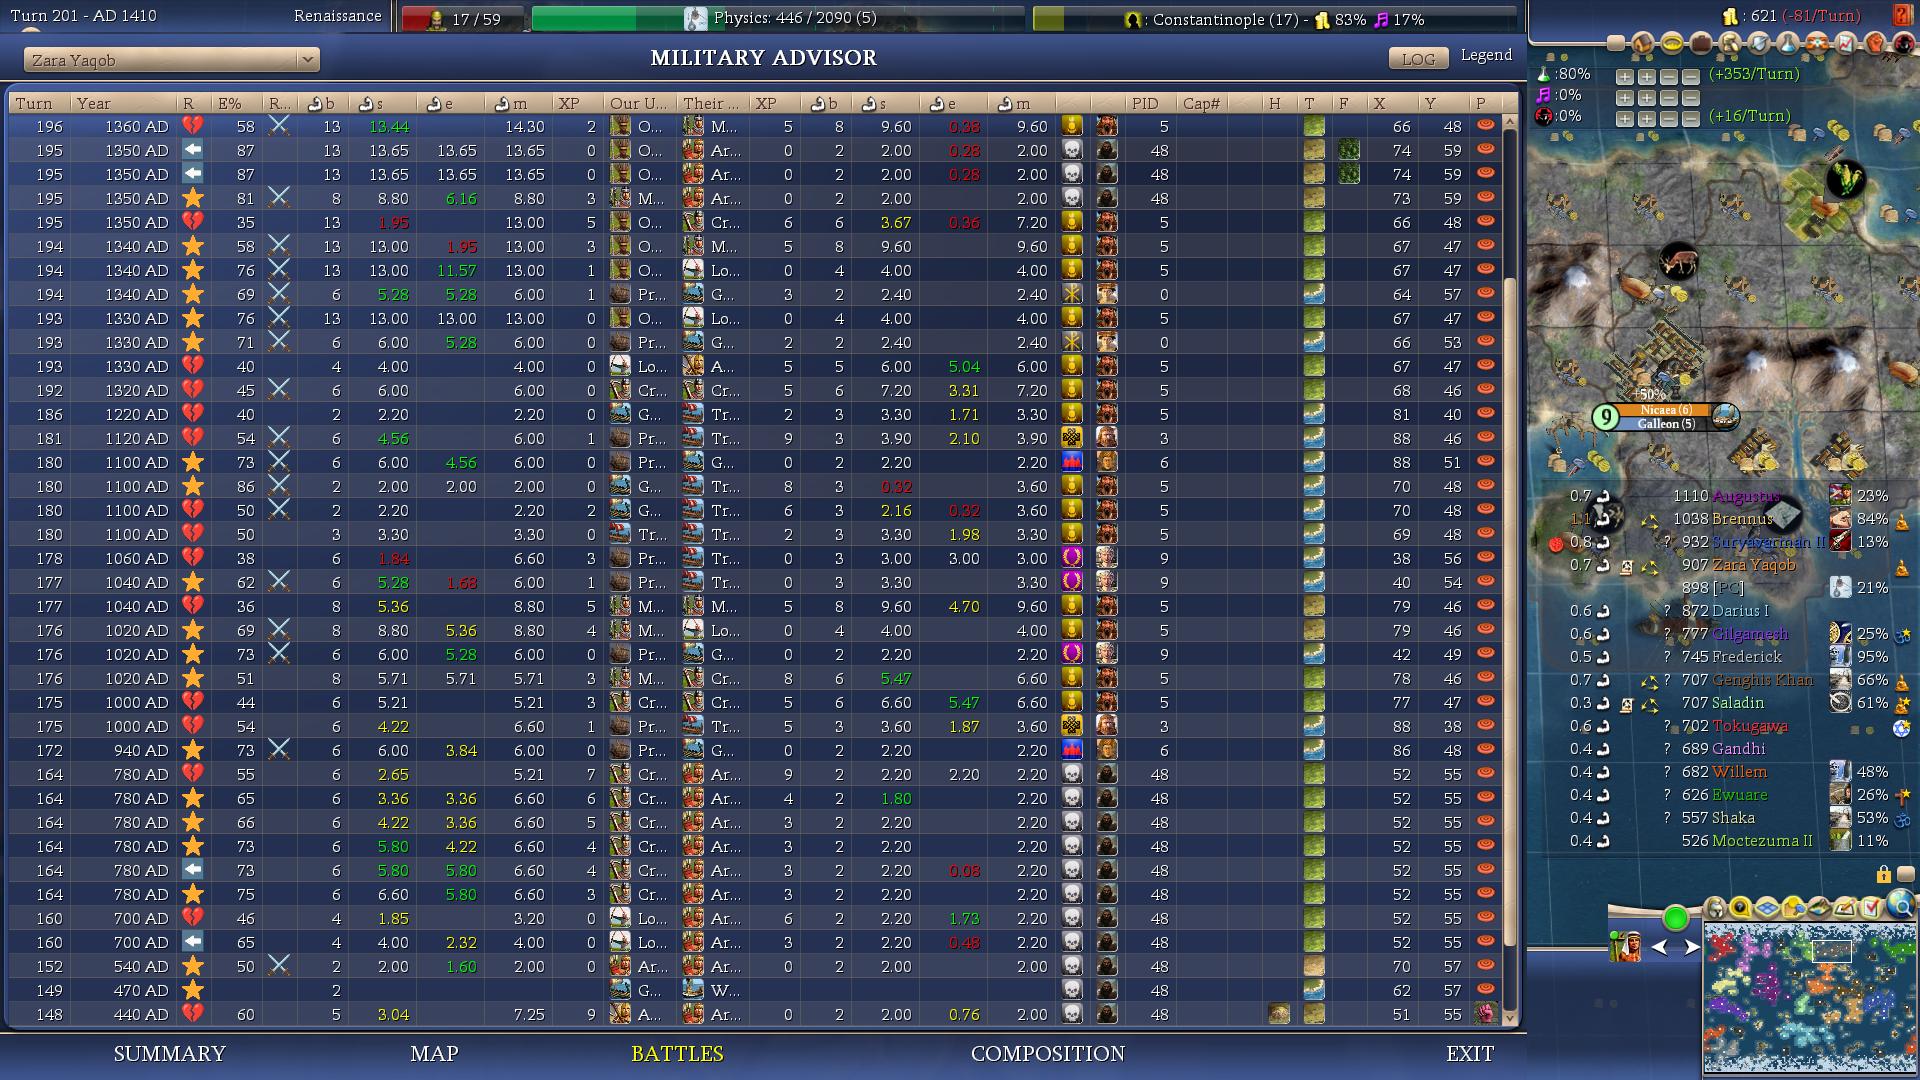 Turn 201 - AD 1410 Renaissance 17 / 59 Physics: 446 / 2090 (5) : Constantinople (17) - 83% 17% : 621 (-81/Turn)
Zara Yaqob MILITARY ADVISOR LOG Legend
:80% (+353/Turn)
:0%
:0% (+16/Turn)
Turn Year R E% R... b s e m XP Our U... Their ... XP b s e m PID Cap# H T F X Y P
196 1360 AD 58 13 13.44 14.30 2 O... M... 5 8 9.60 0.38 9.60 5 66 48
195 1350 AD 87 13 13.65 13.65 13.65 0 O... Ar... 0 2 2.00 0.28 2.00 48 74 59
195 1350 AD 87 13 13.65 13.65 13.65 0 O... Ar... 0 2 2.00 0.28 2.00 48 74 59
195 1350 AD 81 8 8.80 6.16 8.80 3 M... Ar... 0 2 2.00 2.00 48 73 59
195 1350 AD 35 13 1.95 13.00 5 O... Cr... 6 6 3.67 0.36 7.20 5 66 48
194 1340 AD 58 13 13.00 1.95 13.00 3 O... M... 5 8 9.60 9.60 5 67 47
194 1340 AD 76 13 13.00 11.57 13.00 1 O... Lo... 0 4 4.00 4.00 5 67 47
194 1340 AD 69 6 5.28 5.28 6.00 1 Pr... G... 3 2 2.40 2.40 0 64 57
193 1330 AD 76 13 13.00 13.00 13.00 0 O... Lo... 0 4 4.00 4.00 5 67 47
193 1330 AD 71 6 6.00 5.28 6.00 0 Pr... G... 2 2 2.40 2.40 0 66 53
193 1330 AD 40 4 4.00 4.00 0 Lo... A... 5 5 6.00 5.04 6.00 5 67 47
192 1320 AD 45 6 6.00 6.00 0 Cr... Cr... 5 6 7.20 3.31 7.20 5 68 46
186 1220 AD 40 2 2.20 2.20 0 G... Tr... 2 3 3.30 1.71 3.30 5 81 40
181 1120 AD 54 6 4.56 6.00 1 Pr... Tr... 9 3 3.90 2.10 3.90 3 88 46
180 1100 AD 73 6 6.00 4.56 6.00 0 Pr... G... 0 2 2.20 2.20 6 88 51
180 1100 AD 86 2 2.00 2.00 2.00 0 G... Tr... 8 3 0.32 3.60 5 70 48
180 1100 AD 50 2 2.20 2.20 2 G... Tr... 6 3 2.16 0.32 3.60 5 70 48
180 1100 AD 50 3 3.30 3.30 0 Tr... Tr... 2 3 3.30 1.98 3.30 5 69 48
178 1060 AD 38 6 1.84 6.60 3 Pr... Tr... 0 3 3.00 3.00 3.00 9 38 56
177 1040 AD 62 6 5.28 1.68 6.00 1 Pr... Tr... 0 3 3.30 3.30 9 40 54
177 1040 AD 36 8 5.36 8.80 5 M... M... 5 8 9.60 4.70 9.60 5 79 46
176 1020 AD 69 8 8.80 5.36 8.80 4 M... Lo... 0 4 4.00 4.00 5 79 46
176 1020 AD 73 6 6.00 5.28 6.00 0 Pr... G... 0 2 2.20 2.20 9 42 49
176 1020 AD 51 8 5.71 5.71 5.71 3 M... Cr... 8 6 5.47 6.60 5 78 46
175 1000 AD 44 6 5.21 5.21 3 Cr... Cr... 5 6 6.60 5.47 6.60 5 77 47
175 1000 AD 54 6 4.22 6.60 1 Pr... Tr... 5 3 3.60 1.87 3.60 3 88 38
172 940 AD 73 6 6.00 3.84 6.00 0 Pr... G... 0 2 2.20 2.20 6 86 48
164 780 AD 55 6 2.65 5.21 7 Cr... Ar... 9 2 2.20 2.20 2.20 48 52 55
164 780 AD 65 6 3.36 3.36 6.60 6 Cr... Ar... 4 2 1.80 2.20 48 52 55
164 780 AD 66 6 4.22 3.36 6.60 5 Cr... Ar... 3 2 2.20 2.20 48 52 55
164 780 AD 73 6 5.80 4.22 6.60 4 Cr... Ar... 3 2 2.20 2.20 48 52 55
164 780 AD 73 6 5.80 5.80 6.60 4 Cr... Ar... 3 2 2.20 0.08 2.20 48 52 55
164 780 AD 75 6 6.60 5.80 6.60 3 Cr... Ar... 3 2 2.20 2.20 48 52 55
160 700 AD 46 4 1.85 3.20 0 Lo... Ar... 6 2 2.20 1.73 2.20 48 52 55
160 700 AD 65 4 4.00 2.32 4.00 0 Lo... Ar... 3 2 2.20 0.48 2.20 48 52 55
152 540 AD 50 2 2.00 1.60 2.00 0 Ar... Ar... 0 2 2.00 2.00 48 70 57
149 470 AD 2 G... W... 48 62 57
148 440 AD 60 5 3.04 7.25 9 A... Ar... 0 2 2.00 0.76 2.00 48 51 55
+50%
9 Nicaea (6)
Galleon (5)
0.7 1110 Augustus 23%
1.1 1038 Brennus 84%
0.8 932 Suryavarman II 13%
0.7 907 Zara Yaqob
898 [PC] 21%
0.6 ? 872 Darius I
0.6 ? 777 Gilgamesh 25%
0.5 ? 745 Frederick 95%
0.7 ? 707 Genghis Khan 66%
0.3 707 Saladin 61%
0.6 ? 702 Tokugawa
0.4 ? 689 Gandhi
0.4 ? 682 Willem 48%
0.4 ? 626 Ewuare 26%
0.4 ? 557 Shaka 53%
0.4 526 Moctezuma II 11%
SUMMARY MAP BATTLES COMPOSITION EXIT